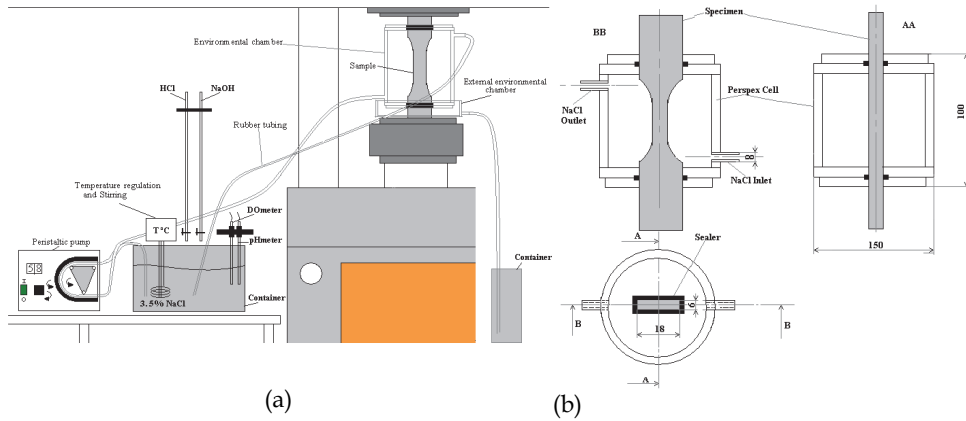 Environmental chamber
Sample
HCl
NaOH
External environmental
chamber
Rubber tubing
Temperature regulation
and Stirring
T°C
DOmeter
pHmeter
Peristaltic pump
58
I
O
3.5% NaCl
Container
Container
(a)
BB
Specimen
AA
NaCl
Outlet
Perspex Cell
100
8
NaCl Inlet
150
A
Sealer
6
18
B
B
A
(b)